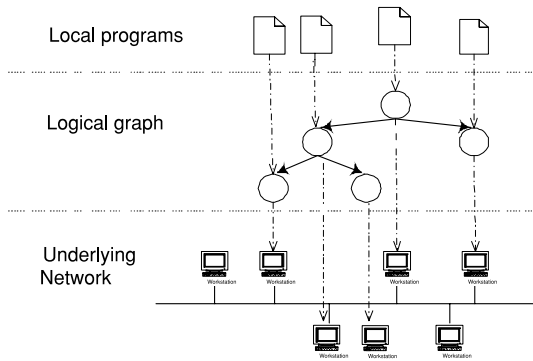 Local programs
Logical graph
Underlying
Network
Workstation
Workstation
Workstation
Workstation
Workstation
Workstation
Workstation